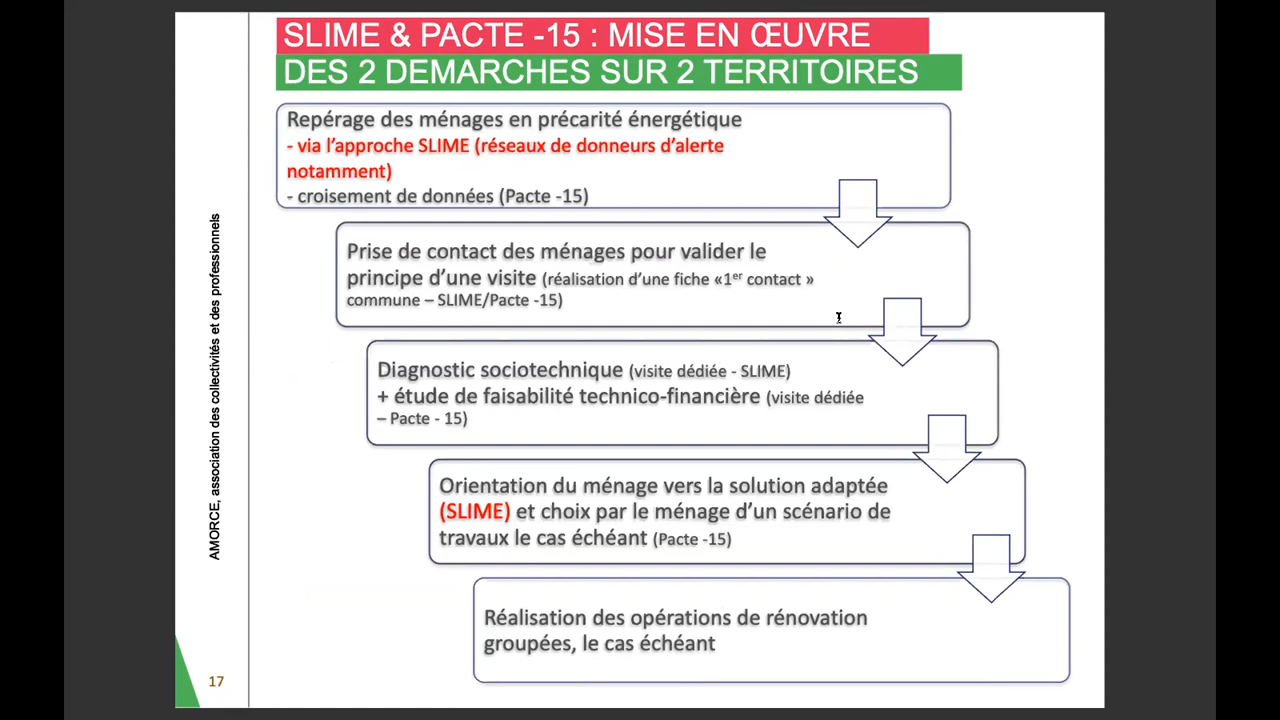 SLIME & PACTE -15 : MISE EN ŒUVRE
DES 2 DEMARCHES SUR 2 TERRITOIRES
Repérage des ménages en précarité énergétique
- via l’approche SLIME (réseaux de donneurs d’alerte
notamment)
- croisement de données (Pacte -15)
Prise de contact des ménages pour valider le
principe d’une visite (réalisation d’une fiche «1er contact »
commune – SLIME/Pacte -15)
Diagnostic sociotechnique (visite dédiée - SLIME)
+ étude de faisabilité technico-financière (visite dédiée
– Pacte - 15)
Orientation du ménage vers la solution adaptée
(SLIME) et choix par le ménage d’un scénario de
travaux le cas échéant (Pacte -15)
Réalisation des opérations de rénovation
groupées, le cas échéant
AMORCE, association des collectivités et des professionnels
17